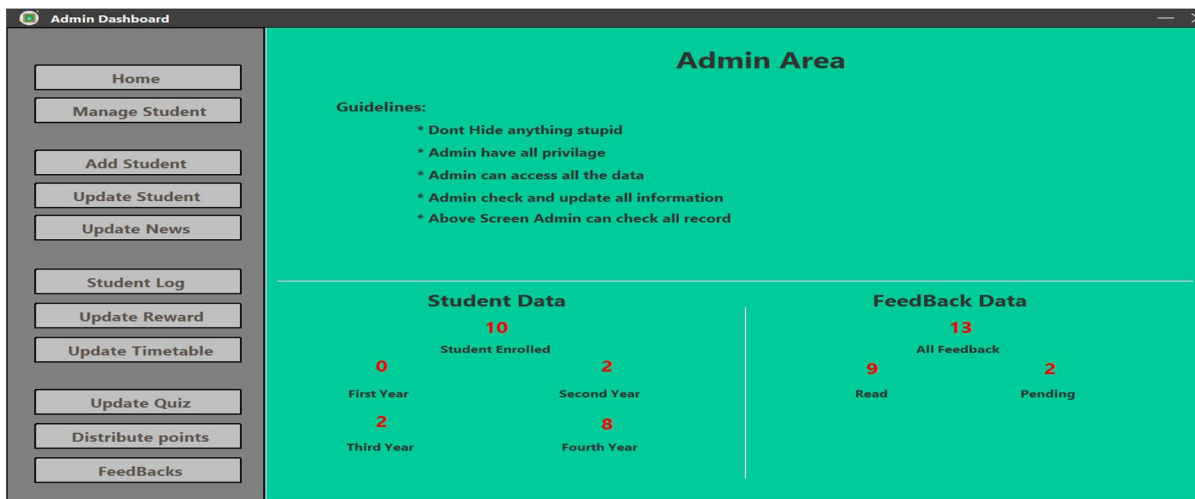 Admin Dashboard
Home
Manage Student
Add Student
Update Student
Update News
Student Log
Update Reward
Update Timetable
Update Quiz
Distribute points
FeedBacks
Admin Area
Guidelines:
* Dont Hide anything stupid
* Admin have all privilage
* Admin can access all the data
* Admin check and update all information
* Above Screen Admin can check all record
Student Data
10
Student Enrolled
0 2
First Year Second Year
2 8
Third Year Fourth Year
FeedBack Data
13
All Feedback
9 2
Read Pending